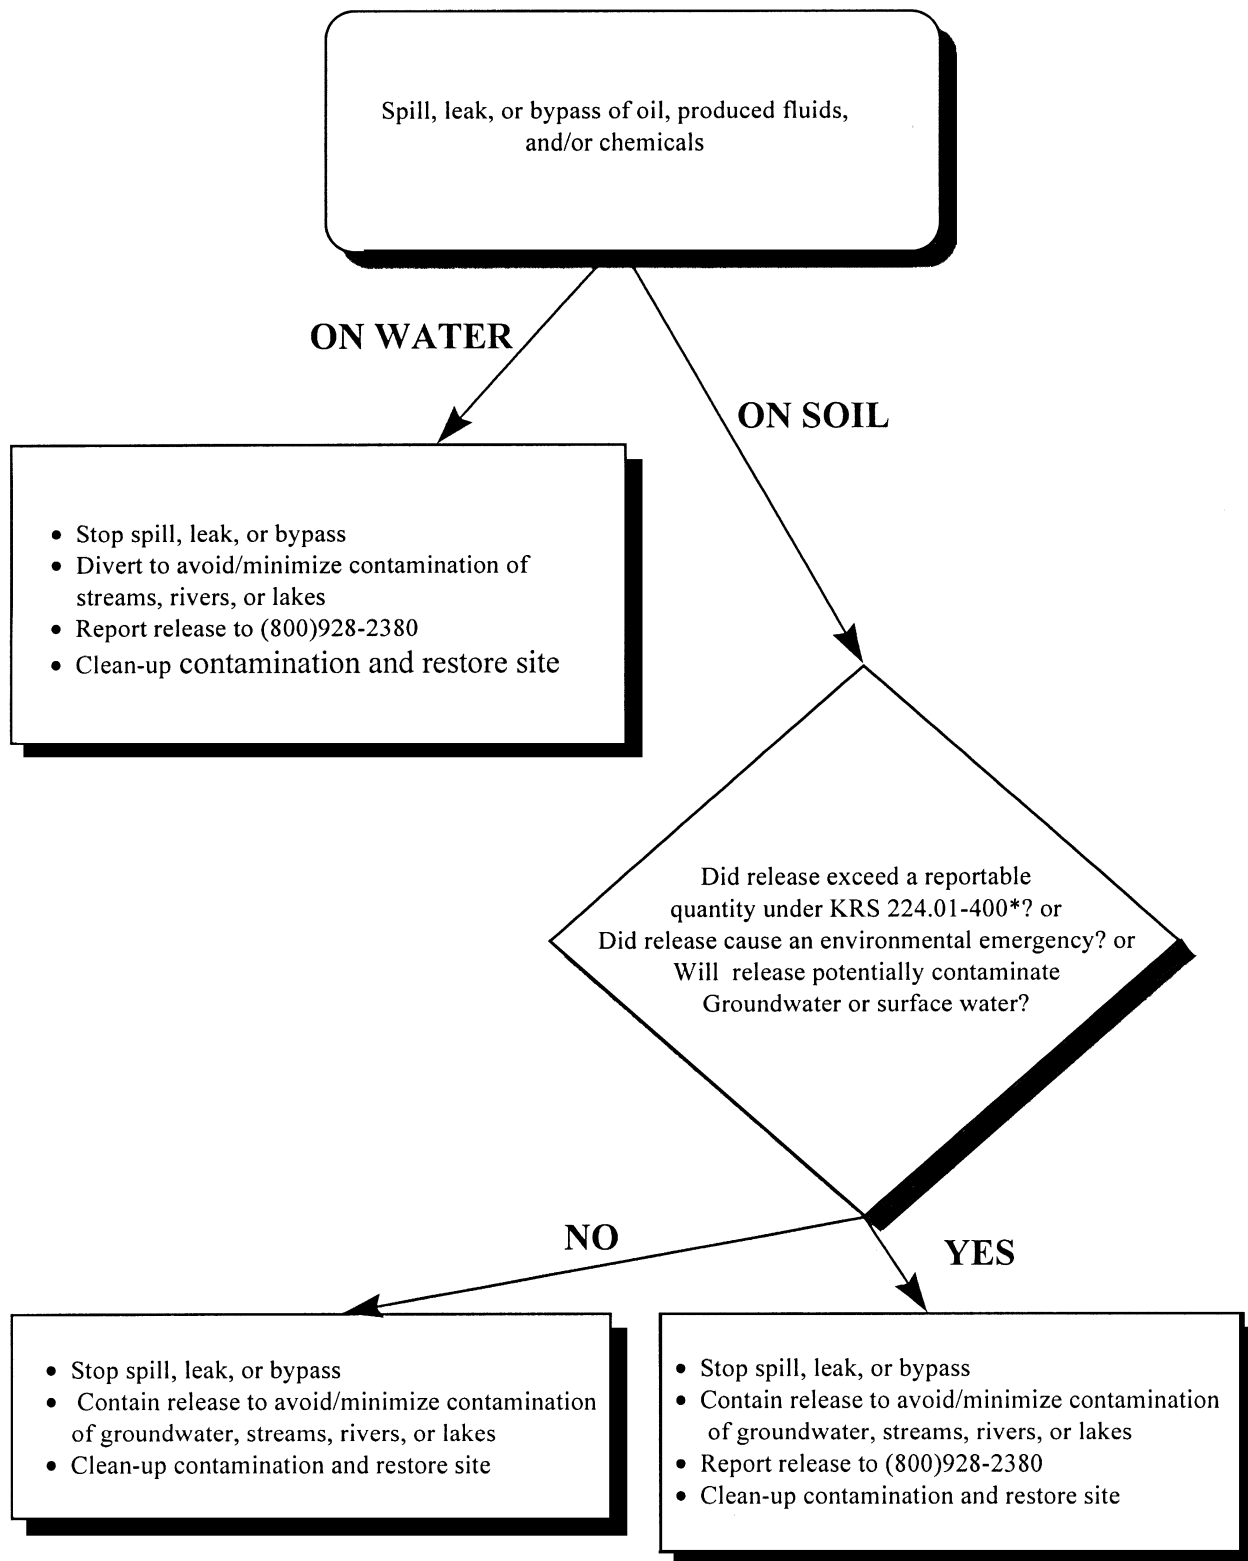 Spill, leak, or bypass of oil, produced fluids,
and/or chemicals
ON WATER
ON SOIL
• Stop spill, leak, or bypass
• Divert to avoid/minimize contamination of
streams, rivers, or lakes
• Report release to (800)928-2380
• Clean-up contamination and restore site
Did release exceed a reportable
quantity under KRS 224.01-400*? or
Did release cause an environmental emergency? or
Will release potentially contaminate
Groundwater or surface water?
NO
YES
• Stop spill, leak, or bypass
• Contain release to avoid/minimize contamination
of groundwater, streams, rivers, or lakes
• Clean-up contamination and restore site
• Stop spill, leak, or bypass
• Contain release to avoid/minimize contamination
of groundwater, streams, rivers, or lakes
• Report release to (800)928-2380
• Clean-up contamination and restore site